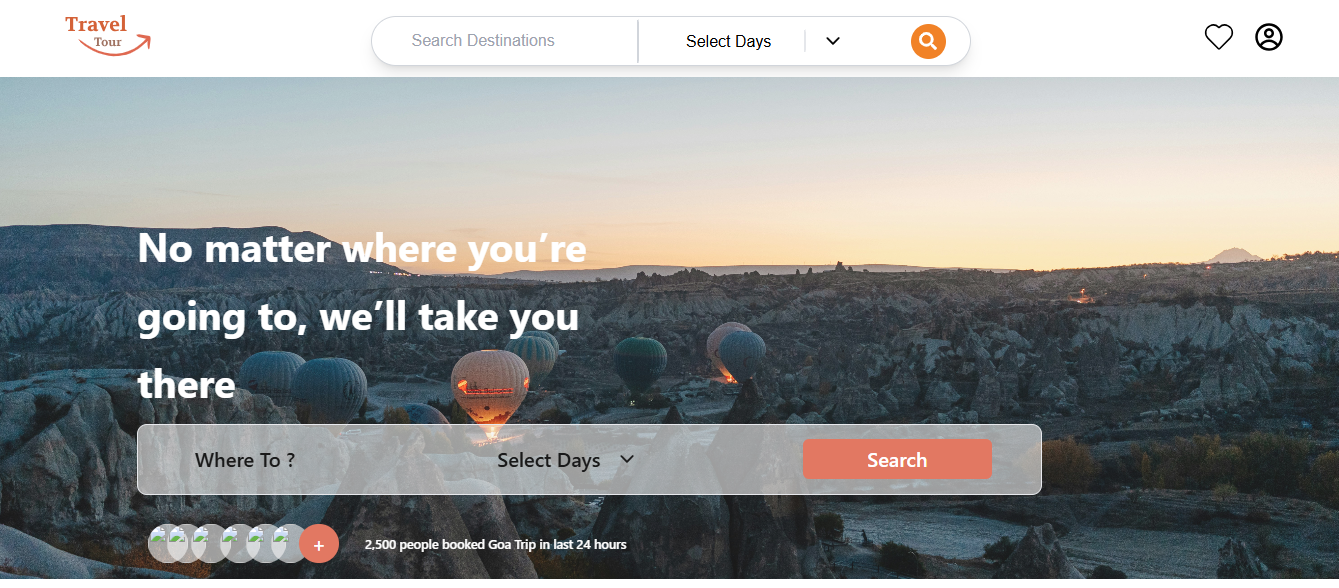 Travel
Tour
Search Destinations
Select Days
No matter where you’re
going to, we’ll take you
there
Where To ?
Select Days
Search
+
2,500 people booked Goa Trip in last 24 hours